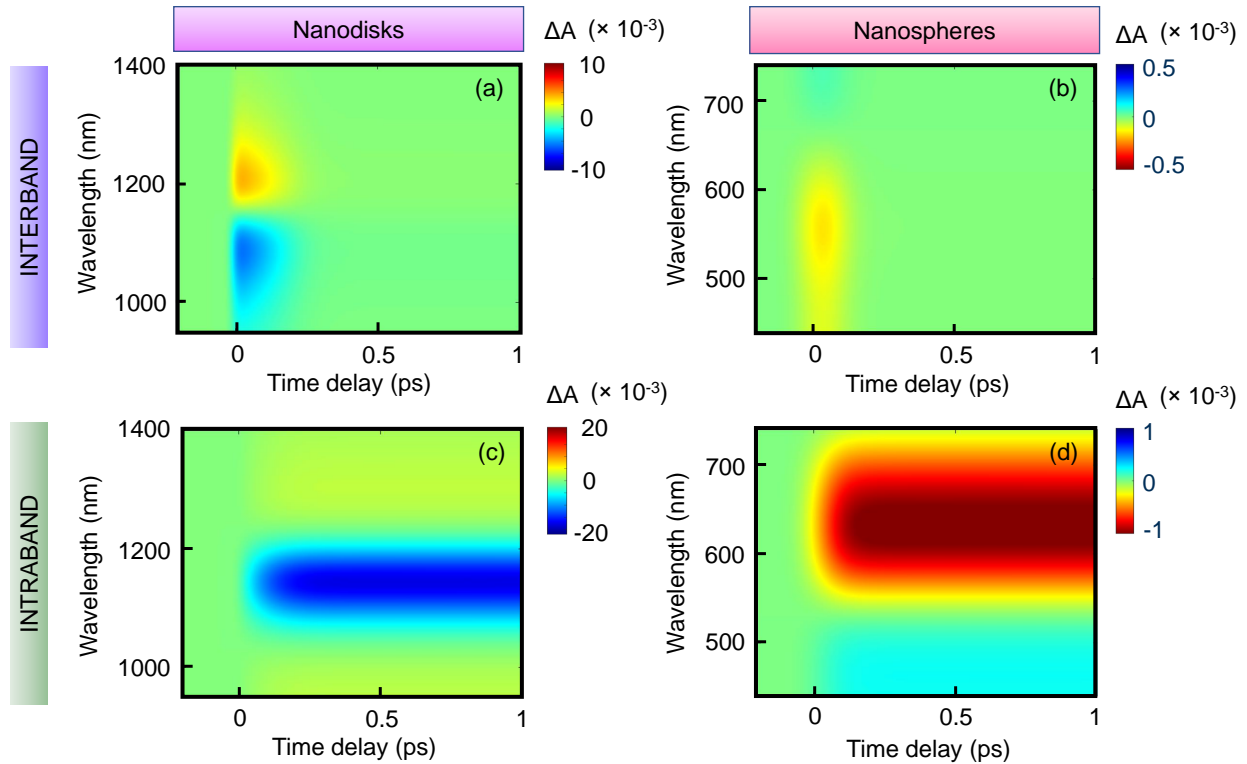 Nanodisks
Nanospheres
INTERBAND
ΔA (× 10-3)
10
0
-10
(a)
1400
1200
1000
Wavelength (nm)
0
0.5
1
Time delay (ps)
ΔA (× 10-3)
0.5
0
-0.5
(b)
700
600
500
Wavelength (nm)
0
0.5
1
Time delay (ps)
INTRABAND
ΔA (× 10-3)
20
0
-20
(c)
1400
1200
1000
Wavelength (nm)
0
0.5
1
Time delay (ps)
ΔA (× 10-3)
1
0
-1
(d)
700
600
500
Wavelength (nm)
0
0.5
1
Time delay (ps)